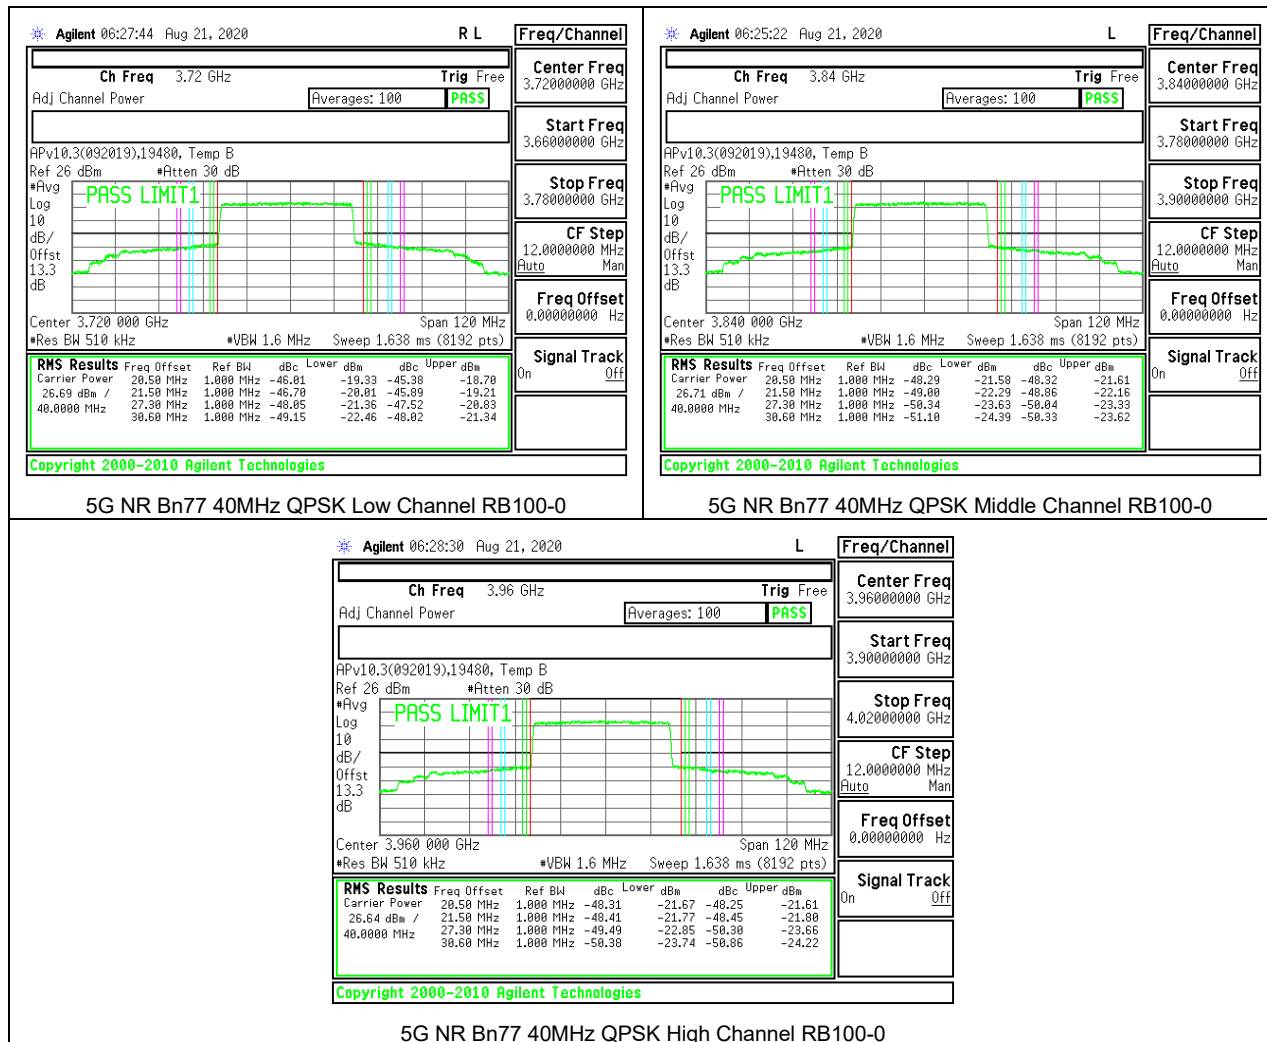 Agilent 06:27:44 Aug 21, 2020 R L
Freq/Channel
Ch Freq 3.72 GHz Trig Free
Adj Channel Power Averages: 100 PASS
APv10.3(092019),19480, Temp B
Ref 26 dBm #Atten 30 dB
#Avg
Log
10
dB/
Offst
13.3
dB
PASS LIMIT1
Center 3.720 000 GHz Span 120 MHz
#Res BW 510 kHz #VBW 1.6 MHz Sweep 1.638 ms (8192 pts)
RMS Results Freq Offset Ref BW dBc Lower dBm dBc Upper dBm
Carrier Power 20.50 MHz 1.000 MHz -46.01 -19.33 -45.38 -18.70
26.69 dBm / 21.50 MHz 1.000 MHz -46.70 -20.01 -45.89 -19.21
40.0000 MHz 27.30 MHz 1.000 MHz -48.05 -21.36 -47.52 -20.83
30.60 MHz 1.000 MHz -49.15 -22.46 -48.02 -21.34
Copyright 2000-2010 Agilent Technologies
Center Freq
3.72000000 GHz
Start Freq
3.66000000 GHz
Stop Freq
3.78000000 GHz
CF Step
12.0000000 MHz
Auto Man
Freq Offset
0.00000000 Hz
Signal Track
On Off
5G NR Bn77 40MHz QPSK Low Channel RB100-0
Agilent 06:25:22 Aug 21, 2020 L
Freq/Channel
Ch Freq 3.84 GHz Trig Free
Adj Channel Power Averages: 100 PASS
APv10.3(092019),19480, Temp B
Ref 26 dBm #Atten 30 dB
#Avg
Log
10
dB/
Offst
13.3
dB
PASS LIMIT1
Center 3.840 000 GHz Span 120 MHz
#Res BW 510 kHz #VBW 1.6 MHz Sweep 1.638 ms (8192 pts)
RMS Results Freq Offset Ref BW dBc Lower dBm dBc Upper dBm
Carrier Power 20.50 MHz 1.000 MHz -48.29 -21.58 -48.32 -21.61
26.71 dBm / 21.50 MHz 1.000 MHz -49.00 -22.29 -48.86 -22.16
40.0000 MHz 27.30 MHz 1.000 MHz -50.34 -23.63 -50.04 -23.33
30.60 MHz 1.000 MHz -51.10 -24.39 -50.33 -23.62
Copyright 2000-2010 Agilent Technologies
Center Freq
3.84000000 GHz
Start Freq
3.78000000 GHz
Stop Freq
3.90000000 GHz
CF Step
12.0000000 MHz
Auto Man
Freq Offset
0.00000000 Hz
Signal Track
On Off
5G NR Bn77 40MHz QPSK Middle Channel RB100-0
Agilent 06:28:30 Aug 21, 2020 L
Freq/Channel
Ch Freq 3.96 GHz Trig Free
Adj Channel Power Averages: 100 PASS
APv10.3(092019),19480, Temp B
Ref 26 dBm #Atten 30 dB
#Avg
Log
10
dB/
Offst
13.3
dB
PASS LIMIT1
Center 3.960 000 GHz Span 120 MHz
#Res BW 510 kHz #VBW 1.6 MHz Sweep 1.638 ms (8192 pts)
RMS Results Freq Offset Ref BW dBc Lower dBm dBc Upper dBm
Carrier Power 20.50 MHz 1.000 MHz -48.31 -21.67 -48.25 -21.61
26.64 dBm / 21.50 MHz 1.000 MHz -48.41 -21.77 -48.45 -21.80
40.0000 MHz 27.30 MHz 1.000 MHz -49.49 -22.85 -50.30 -23.66
30.60 MHz 1.000 MHz -50.38 -23.74 -50.86 -24.22
Copyright 2000-2010 Agilent Technologies
Center Freq
3.96000000 GHz
Start Freq
3.90000000 GHz
Stop Freq
4.02000000 GHz
CF Step
12.0000000 MHz
Auto Man
Freq Offset
0.00000000 Hz
Signal Track
On Off
5G NR Bn77 40MHz QPSK High Channel RB100-0